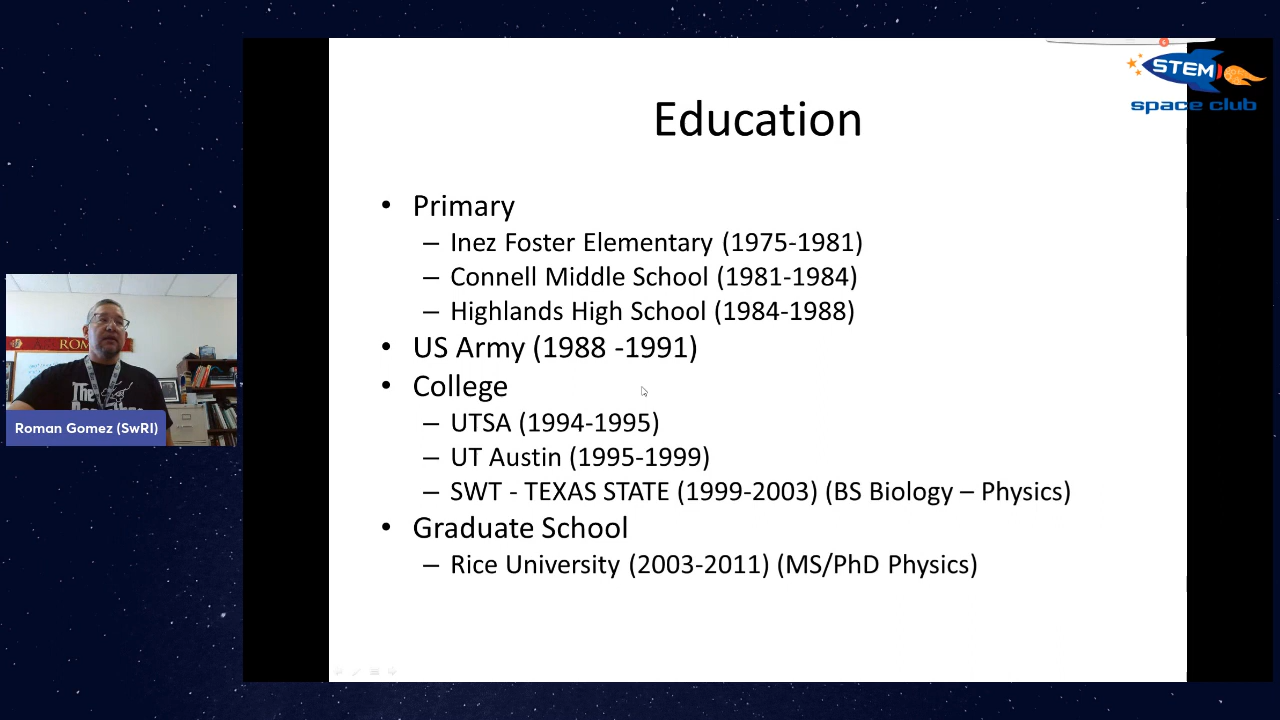 STEM
space club
Education
• Primary
– Inez Foster Elementary (1975-1981)
– Connell Middle School (1981-1984)
– Highlands High School (1984-1988)
• US Army (1988 -1991)
• College
– UTSA (1994-1995)
– UT Austin (1995-1999)
– SWT - TEXAS STATE (1999-2003) (BS Biology – Physics)
• Graduate School
– Rice University (2003-2011) (MS/PhD Physics)
ROM
The
Roman Gomez (SwRI)